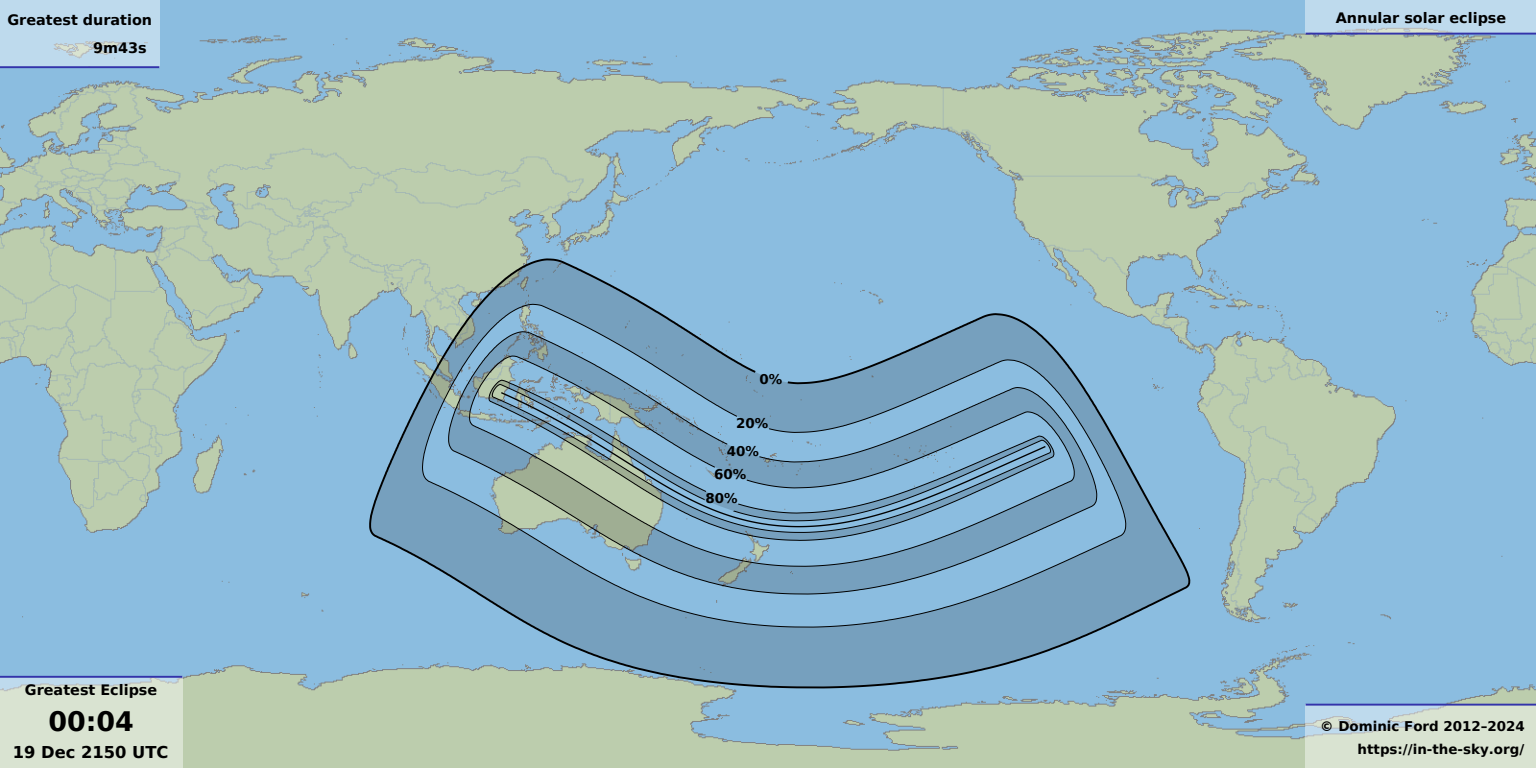 Greatest duration
9m43s
Annular solar eclipse
0%
20%
40%
60%
80%
Greatest Eclipse
00:04
19 Dec 2150 UTC
© Dominic Ford 2012–2024
https://in-the-sky.org/